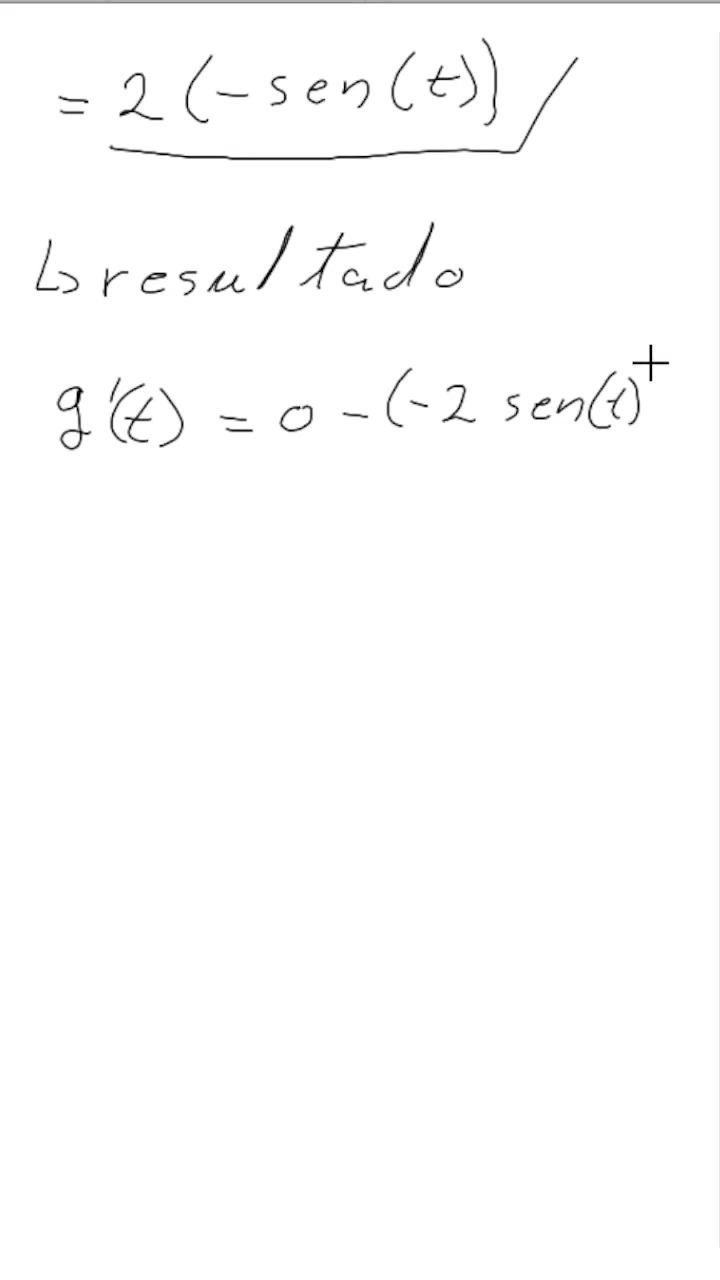 = 2 (-sen(t))
↳ resultado
g'(t) = 0 - (-2 sen(t)